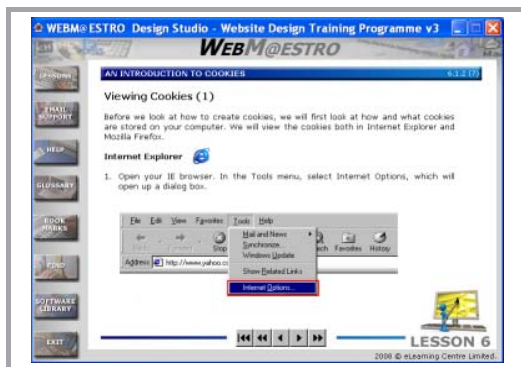 WEBM@ESTRO Design Studio - Website Design Training Programme v3
WEBM@ESTRO
LESSONS
AN INTRODUCTION TO COOKIES 6.1.2 (7)
Viewing Cookies (1)
EMAIL
SUPPORT
Before we look at how to create cookies, we will first look at how and what cookies
are stored on your computer. We will view the cookies both in Internet Explorer and
Mozilla Firefox.
HELP
Internet Explorer
GLOSSARY
1. Open your IE browser. In the Tools menu, select Internet Options, which will
open up a dialog box.
BOOK
MARKS
File Edit View Favorites Tools Help
Mail and News
Synchronize...
Windows Update
Show Related Links
Internet Options...
Stop
Favorites History
Address http://www.yahoo.co
FIND
SOFTWARE
LIBRARY
EXIT
LESSON 6
2008 © eLearning Centre Limited.